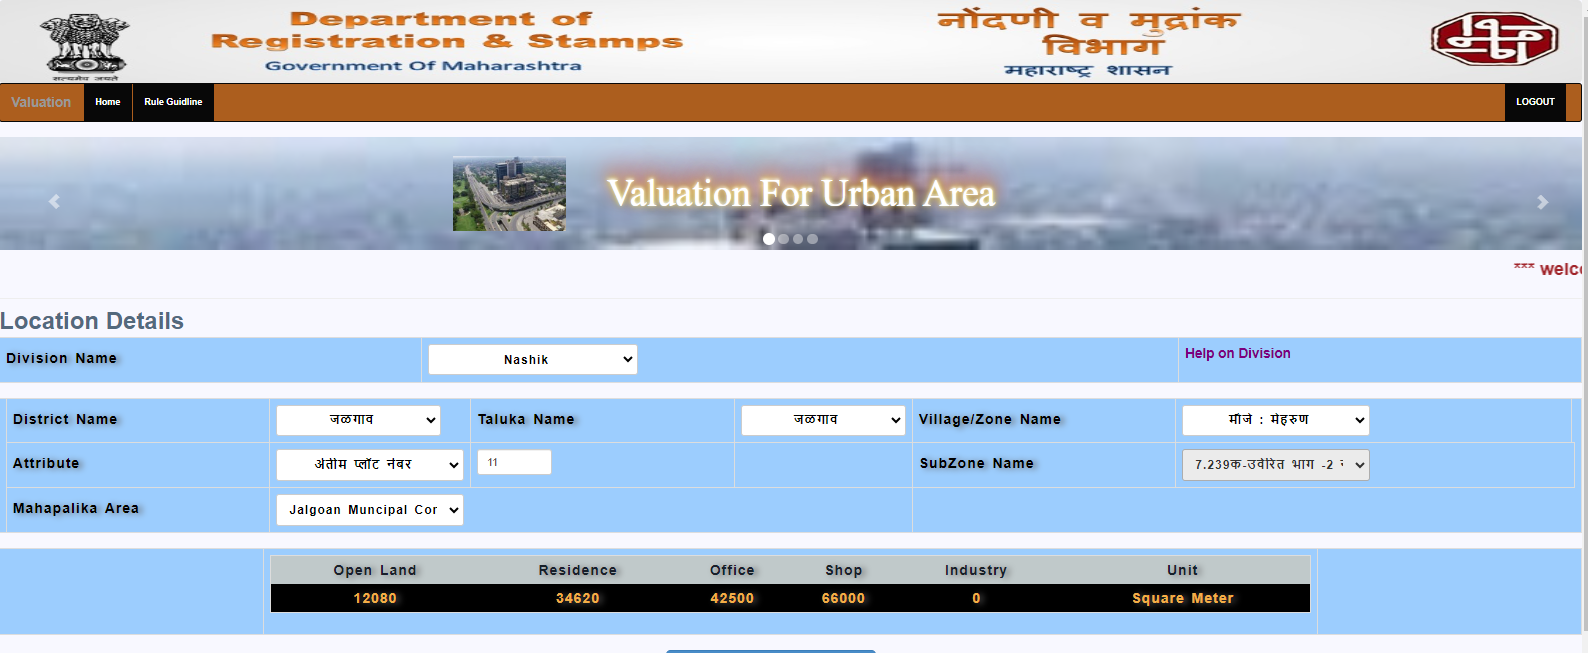 Department of
Registration & Stamps
Government Of Maharashtra
नोंदणी व मुद्रांक
विभाग
महाराष्ट्र शासन
सत्यमेव जयते
Valuation Home Rule Guidline LOGOUT
Valuation For Urban Area
*** welc
Location Details
Division Name Nashik Help on Division
District Name जळगाव Taluka Name जळगाव Village/Zone Name मौजे : मेहरुण
Attribute अंतीम प्लॉट नंबर 11 SubZone Name 7.239क-उर्वरित भाग -2
Mahapalika Area Jalgoan Muncipal Cor
Open Land Residence Office Shop Industry Unit
12080 34620 42500 66000 0 Square Meter